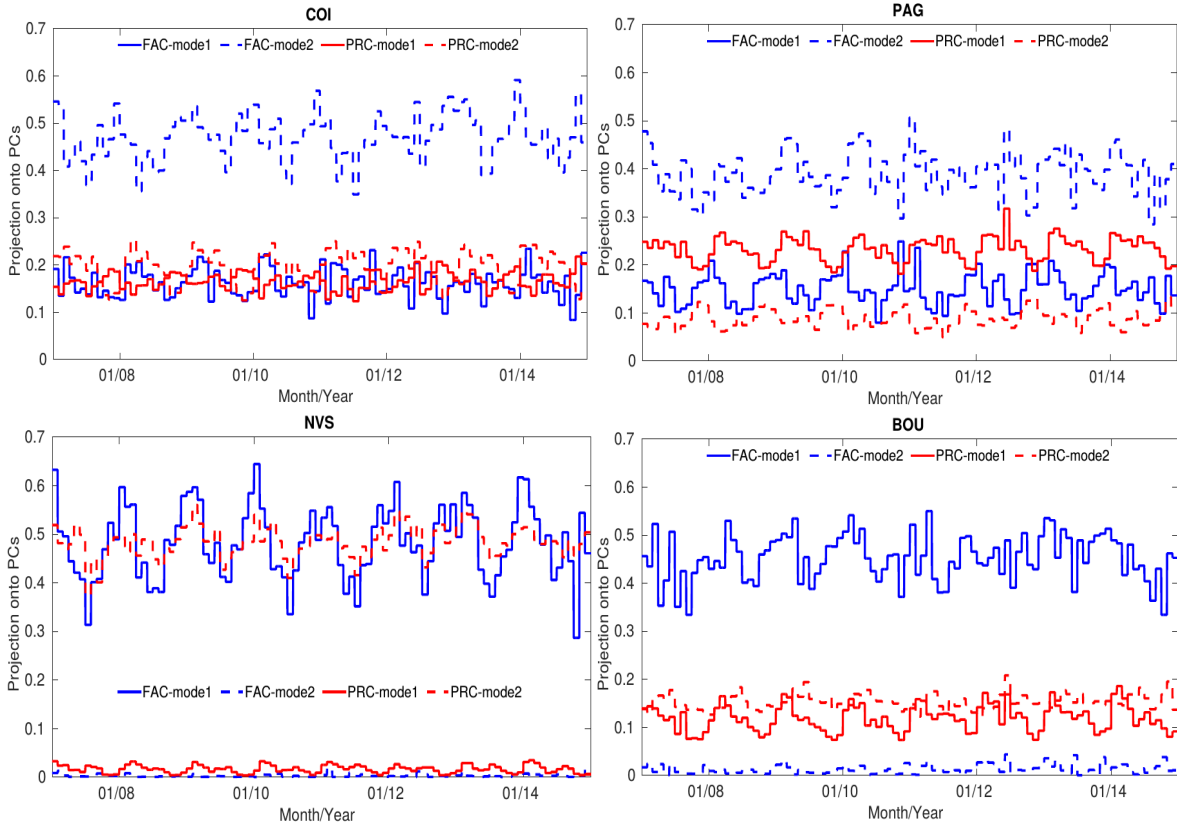 COI
0.7
0.6
0.5
0.4
0.3
0.2
0.1
0
Projection onto PCs
FAC-mode1 FAC-mode2 PRC-mode1 PRC-mode2
01/08 01/10 01/12 01/14
Month/Year
PAG
0.7
0.6
0.5
0.4
0.3
0.2
0.1
0
Projection onto PCs
FAC-mode1 FAC-mode2 PRC-mode1 PRC-mode2
01/08 01/10 01/12 01/14
Month/Year
NVS
0.7
0.6
0.5
0.4
0.3
0.2
0.1
0
Projection onto PCs
FAC-mode1 FAC-mode2 PRC-mode1 PRC-mode2
01/08 01/10 01/12 01/14
Month/Year
BOU
0.7
0.6
0.5
0.4
0.3
0.2
0.1
0
Projection onto PCs
FAC-mode1 FAC-mode2 PRC-mode1 PRC-mode2
01/08 01/10 01/12 01/14
Month/Year